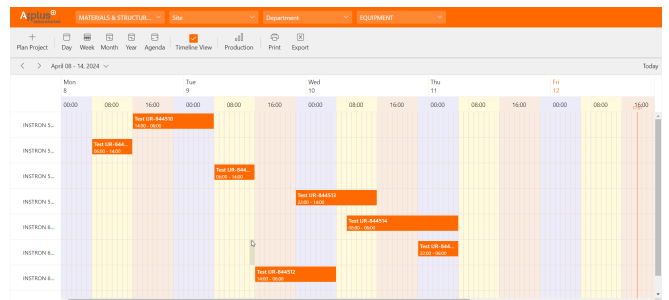 A+plus
MATERIALS & STRUCTUR... Site Department EQUIPMENT
Plan Project Day Week Month Year Agenda Timeline View Production Print Export
April 08 - 14, 2024 Today
Mon Tue Wed Thu Fri
8 9 10 11 12
00:00 08:00 16:00 00:00 08:00 16:00 00:00 08:00 16:00 00:00 08:00 16:00 00:00 08:00 16:00
INSTRON 5... Test UR-844510
14:00 - 06:00
INSTRON 5... Test UR-844...
06:00 - 14:00
INSTRON 5... Test UR-844...
06:00 - 14:00
INSTRON 5... Test UR-844513
22:00 - 14:00
INSTRON 6... Test UR-844514
08:00 - 06:00
INSTRON 6... Test UR-844...
22:00 - 06:00
INSTRON 6... Test UR-844512
14:00 - 06:00